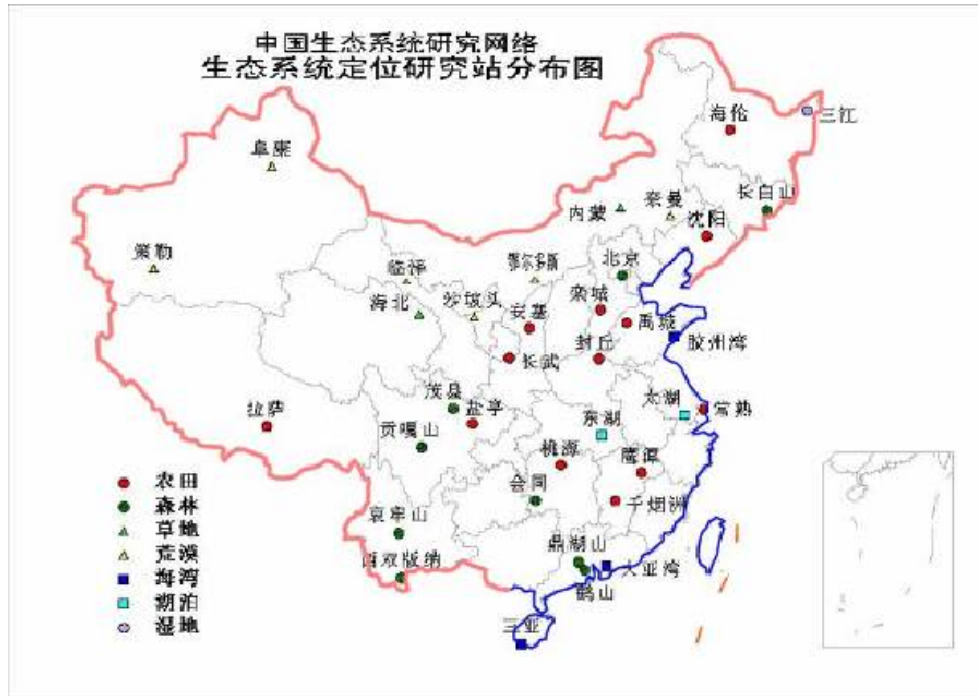 中国生态系统研究网络
生态系统定位研究站分布图
海伦
三江
阜康
长白山
奈曼
内蒙
沈阳
策勒
北京
鄂尔多斯
临泽
栾城
海北
沙坡头
安塞
禹城
胶州湾
封丘
长武
茂县
太湖
拉萨
盐亭
东湖
常熟
贡嘎山
桃源
鹰潭
农田
会同
千烟洲
森林
哀牢山
草地
鼎湖山
荒漠
西双版纳
大亚湾
海湾
鹤山
湖泊
三亚
湿地